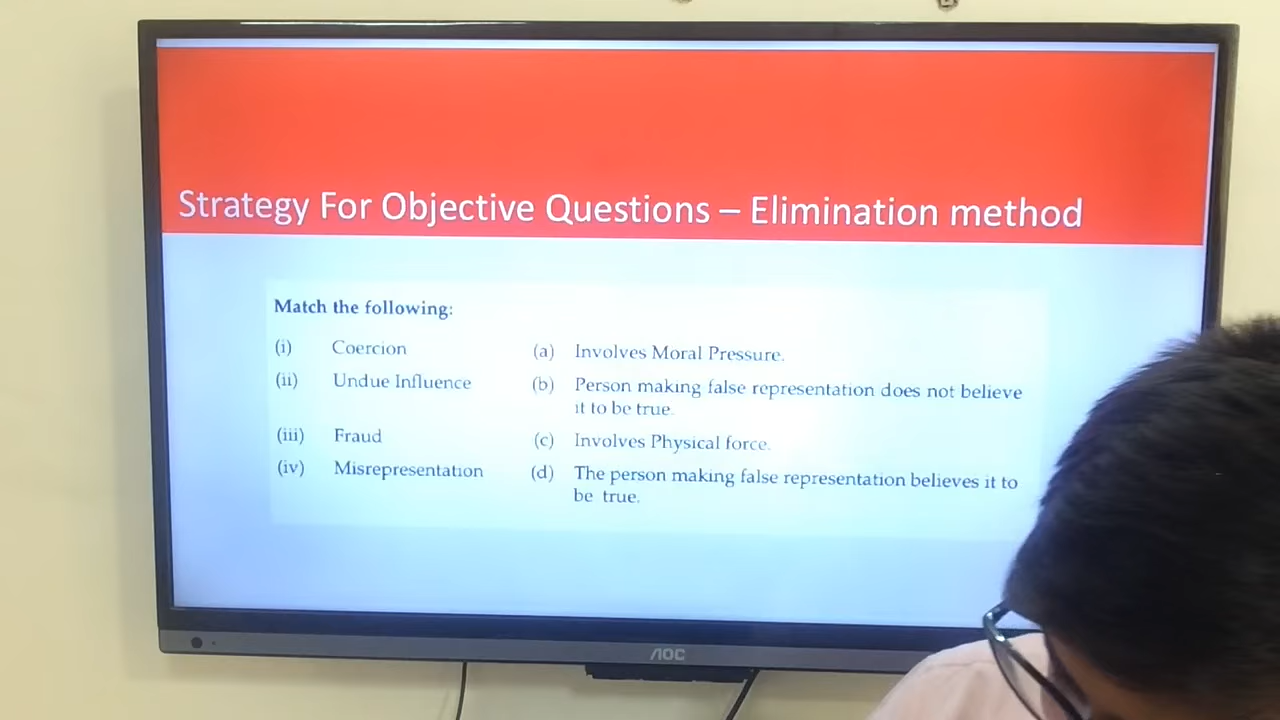 Strategy For Objective Questions – Elimination method
Match the following:
(i) Coercion (a) Involves Moral Pressure.
(ii) Undue Influence (b) Person making false representation does not believe
it to be true.
(iii) Fraud (c) Involves Physical force.
(iv) Misrepresentation (d) The person making false representation believes it to
be true.
AOC